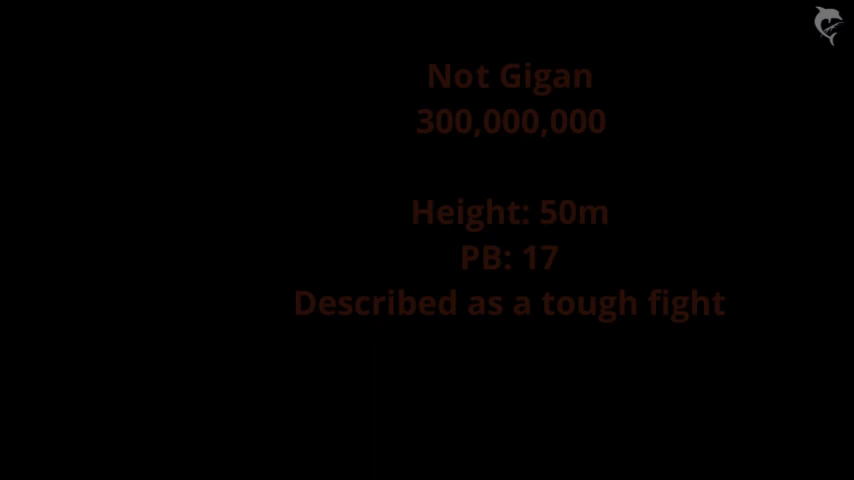 Not Gigan
300,000,000
Height: 50m
PB: 17
Described as a tough fight